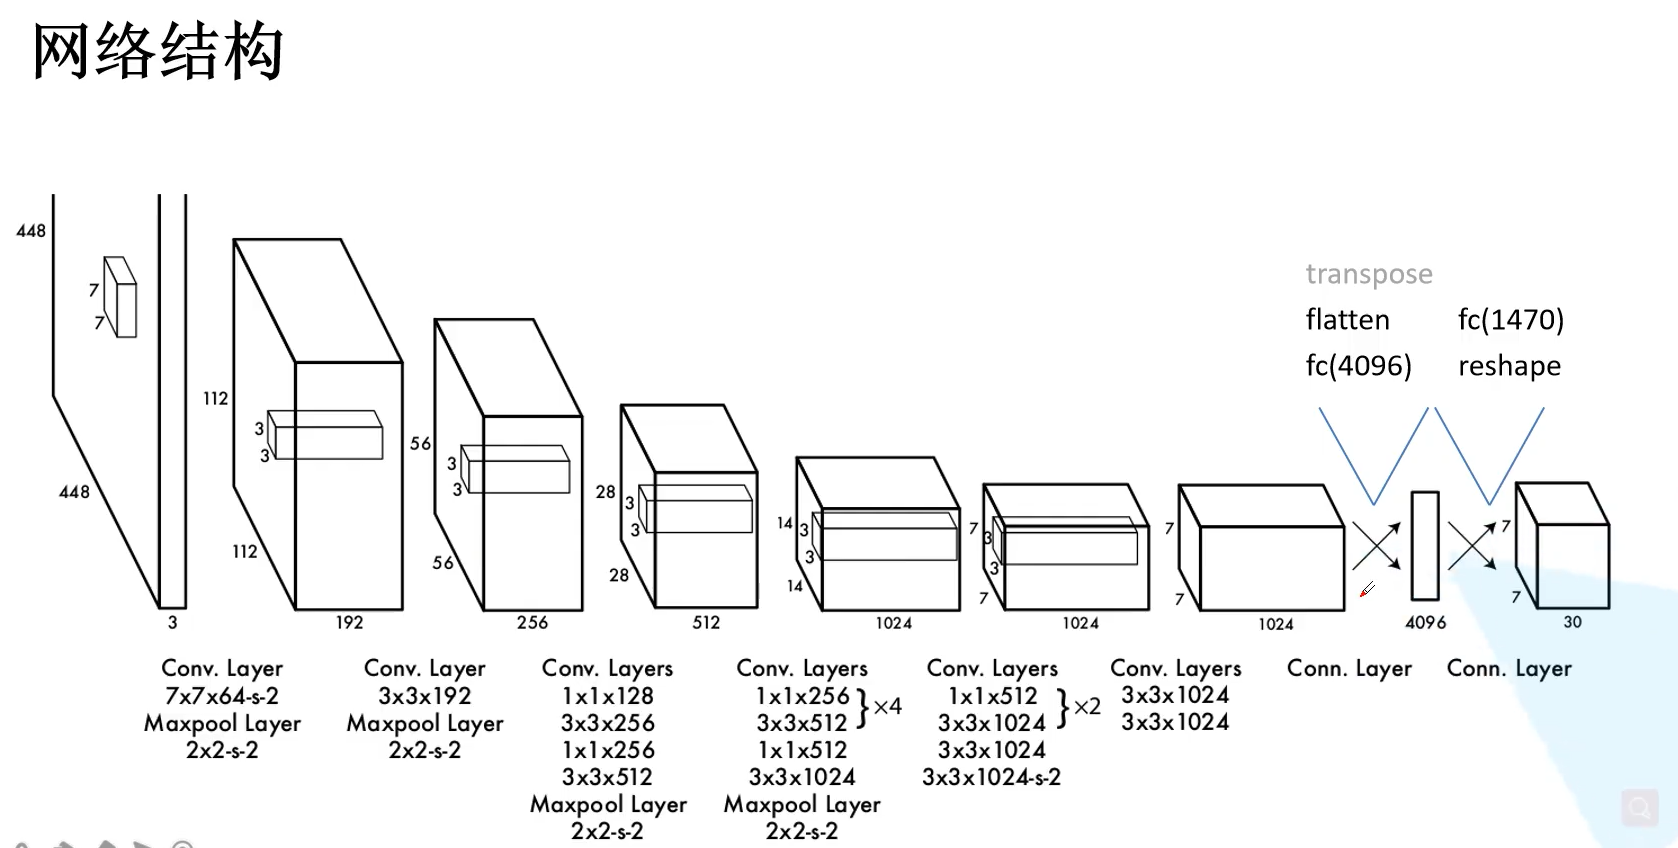 网络结构
transpose
flatten fc(1470)
fc(4096) reshape
448
7
7
448
3
112
3
3
112
192
56
3
3
56
256
28
3
3
28
512
14
3
3
14
1024
7
3
3
7
1024
7
7
1024
4096
7
7
30
Conv. Layer
7x7x64-s-2
Maxpool Layer
2x2-s-2
Conv. Layer
3x3x192
Maxpool Layer
2x2-s-2
Conv. Layers
1x1x128
3x3x256
1x1x256
3x3x512
Maxpool Layer
2x2-s-2
Conv. Layers
1x1x256
3x3x512
}×4
1x1x512
3x3x1024
Maxpool Layer
2x2-s-2
Conv. Layers
1x1x512
3x3x1024
}×2
3x3x1024
3x3x1024-s-2
Conv. Layers
3x3x1024
3x3x1024
Conn. Layer
Conn. Layer